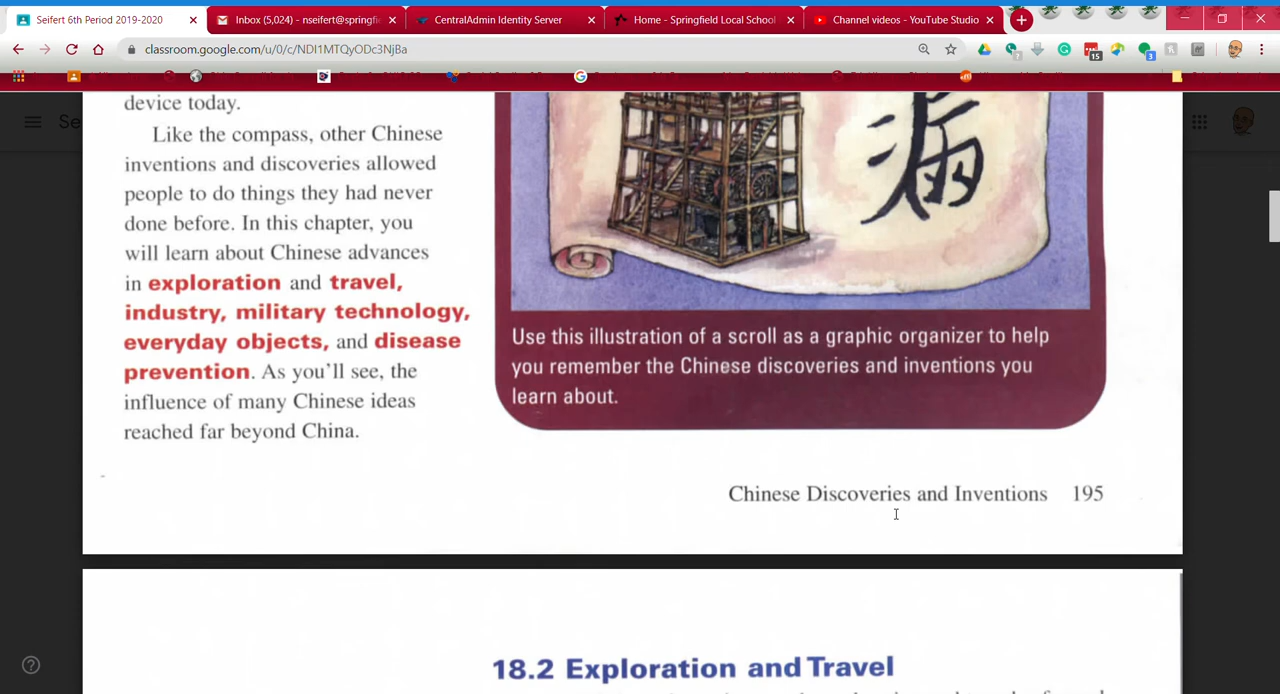 Seifert 6th Period 2019-2020
Inbox (5,024) - nseifert@springfi
CentralAdmin Identity Server
Home - Springfield Local School
Channel videos - YouTube Studio
classroom.google.com/u/0/c/NDI1MTQyODc3NjBa
15
3
Se
device today.
Like the compass, other Chinese
inventions and discoveries allowed
people to do things they had never
done before. In this chapter, you
will learn about Chinese advances
in exploration and travel,
industry, military technology,
everyday objects, and disease
prevention. As you'll see, the
influence of many Chinese ideas
reached far beyond China.
Use this illustration of a scroll as a graphic organizer to help
you remember the Chinese discoveries and inventions you
learn about.
Chinese Discoveries and Inventions 195
18.2 Exploration and Travel